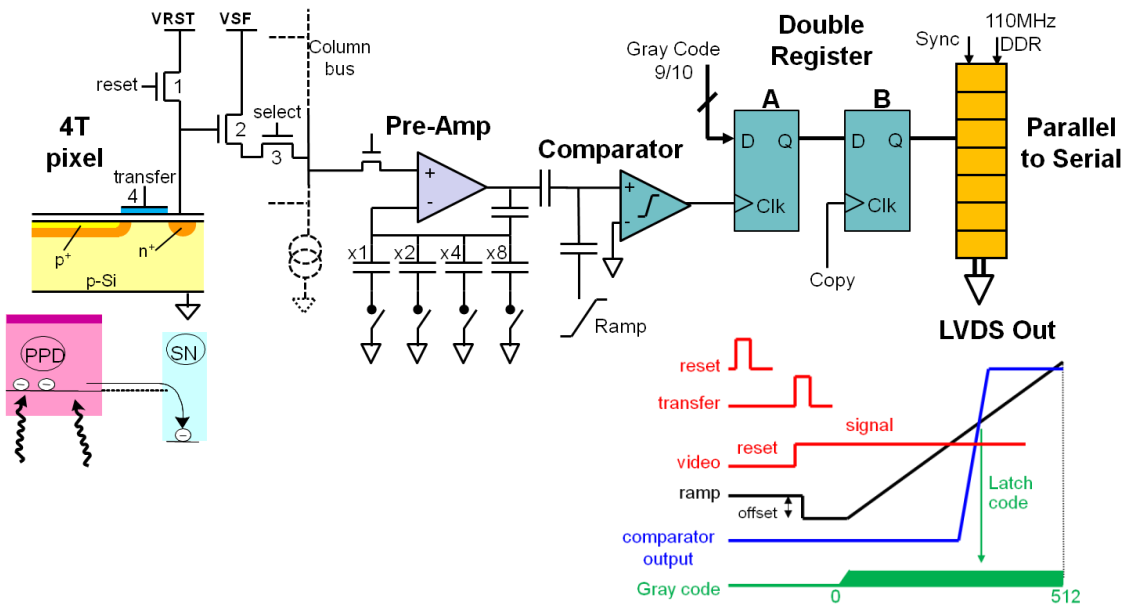 VRST
VSF
reset
1
2
select
3
Column
bus
4T
pixel
transfer
4
p+
n+
p-Si
PPD
SN
Pre-Amp
+
-
x1
x2
x4
x8
Comparator
+
-
Ramp
Gray Code
9/10
Double
Register
A
B
D
Q
Clk
D
Q
Clk
Copy
Sync
110MHz
DDR
Parallel
to Serial
LVDS Out
reset
transfer
signal
reset
video
ramp
offset
Latch
code
comparator
output
Gray code
0
512